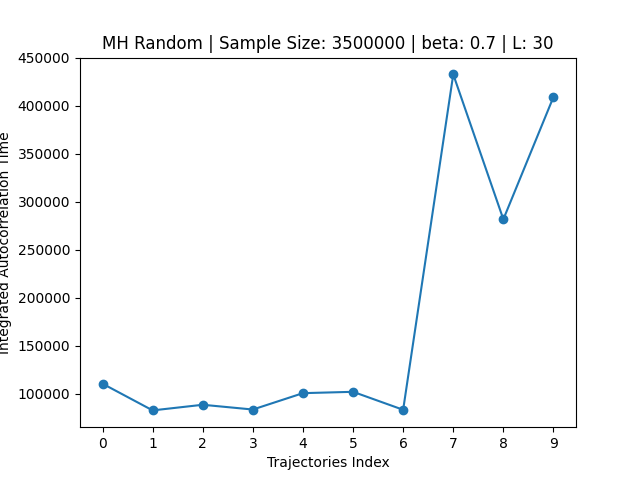 MH Random | Sample Size: 3500000 | beta: 0.7 | L: 30
Integrated Autocorrelation Time
450000
400000
350000
300000
250000
200000
150000
100000
0 1 2 3 4 5 6 7 8 9
Trajectories Index